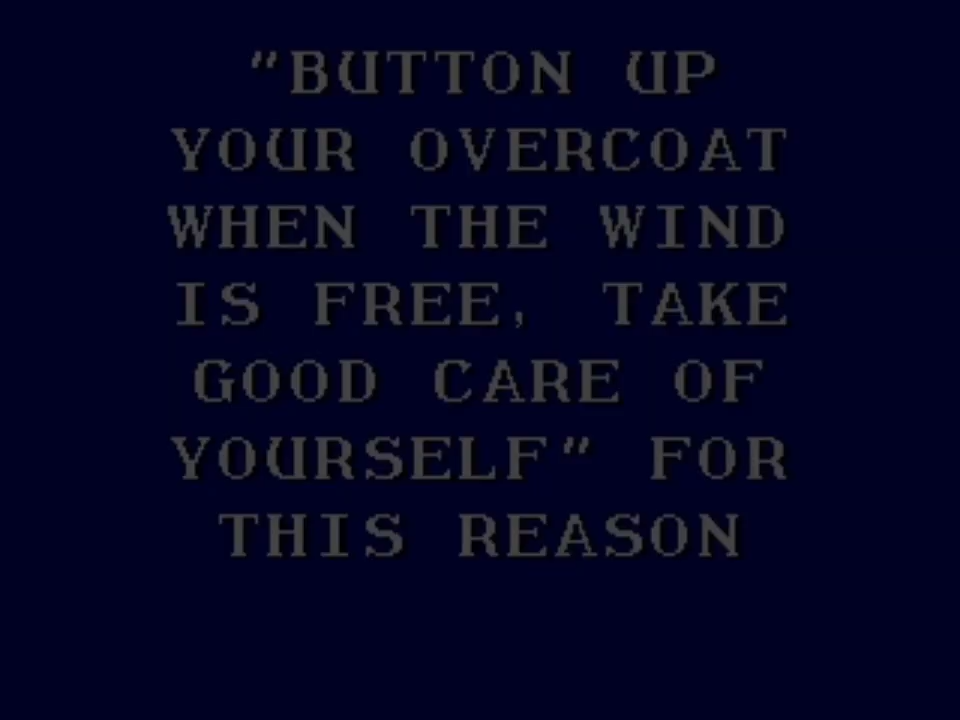 "BUTTON UP
YOUR OVERCOAT
WHEN THE WIND
IS FREE, TAKE
GOOD CARE OF
YOURSELF" FOR
THIS REASON